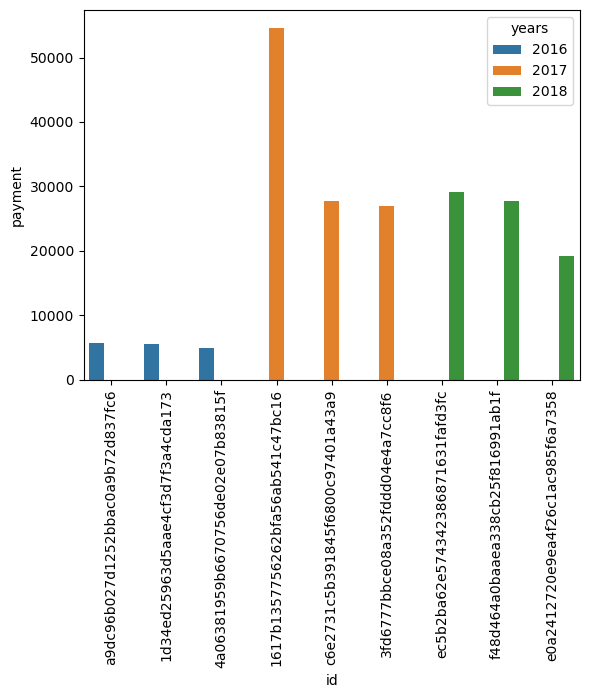 years
2016
2017
2018
payment
50000
40000
30000
20000
10000
0
a9dc96b027d1252bbac0a9b72d837fc6
1d34ed25963d5aae4cf3d7f3a4cda173
4a06381959b6670756de02e07b83815f
1617b1357756262bfa56ab541c47bc16
c6e2731c5b391845f6800c97401a43a9
3fd6777bbce08a352fddd04e4a7cc8f6
ec5b2ba62e574342386871631fafd3fc
f48d464a0baaea338cb25f816991ab1f
e0a2412720e9ea4f26c1ac985f6a7358
id